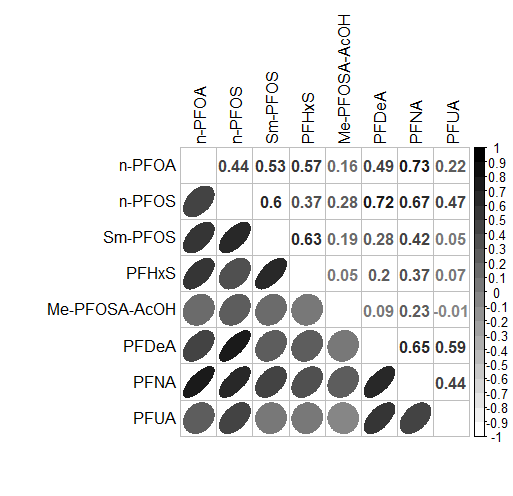 n-PFOA n-PFOS Sm-PFOS PFHxS Me-PFOSA-AcOH PFDeA PFNA PFUA
n-PFOA 0.44 0.53 0.57 0.16 0.49 0.73 0.22
n-PFOS 0.6 0.37 0.28 0.72 0.67 0.47
Sm-PFOS 0.63 0.19 0.28 0.42 0.05
PFHxS 0.05 0.2 0.37 0.07
Me-PFOSA-AcOH 0.09 0.23 -0.01
PFDeA 0.65 0.59
PFNA 0.44
PFUA
1
0.9
0.8
0.7
0.6
0.5
0.4
0.3
0.2
0.1
0
-0.1
-0.2
-0.3
-0.4
-0.5
-0.6
-0.7
-0.8
-0.9
-1